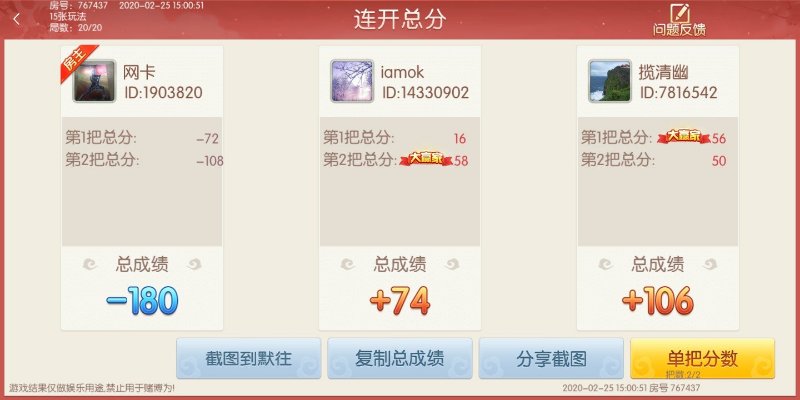 房号：767437 2020-02-25 15:00:51
15张玩法
局数：20/20
连开总分
问题反馈
房主
网卡
ID:1903820
第1把总分: -72
第2把总分: -108
总成绩
-180
iamok
ID:14330902
第1把总分: 16
第2把总分: 大赢家 58
总成绩
+74
揽清幽
ID:7816542
第1把总分: 大赢家 56
第2把总分: 50
总成绩
+106
截图到默往
复制总成绩
分享截图
单把分数
把数:2/2
游戏结果仅做娱乐用途,禁止用于赌博为!
2020-02-25 15:00:51 房号 767437